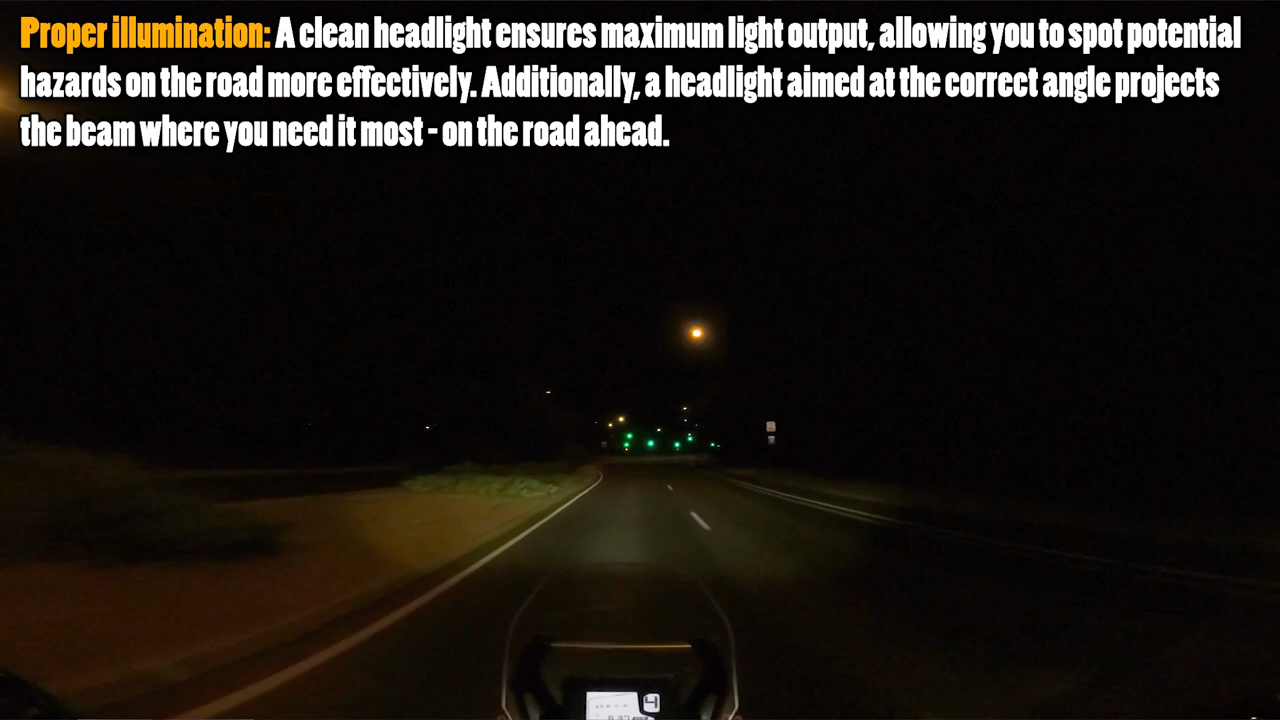 Proper illumination: A clean headlight ensures maximum light output, allowing you to spot potential
hazards on the road more effectively. Additionally, a headlight aimed at the correct angle projects
the beam where you need it most - on the road ahead.
4